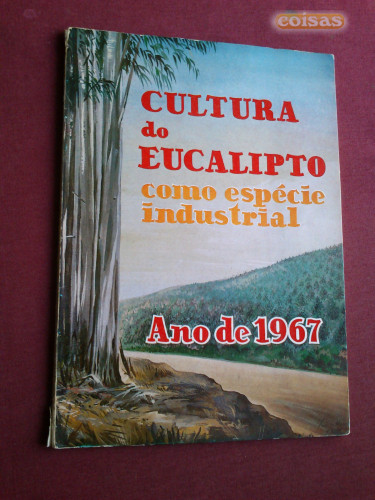 coisas
CULTURA
do
EUCALIPTO
como espécie
industrial
Ano de 1967